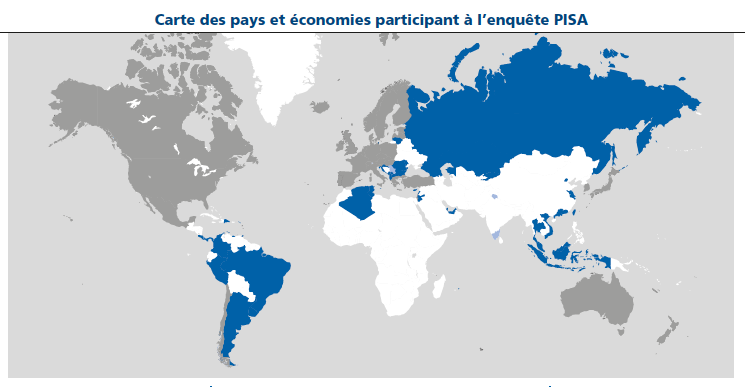 Carte des pays et économies participant à l'enquête PISA